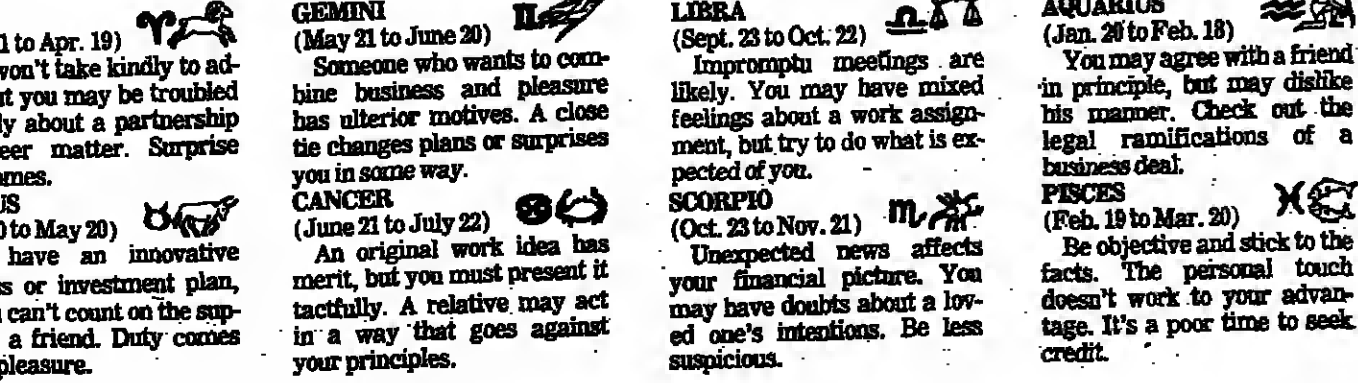 1 to Apr. 19)
won't take kindly to ad-
you may be troubled
about a partnership
matter. Surprise
to May 20)
have an innovative
or investment plan,
can't count on the sup-
a friend. Duty comes
pleasure.
GEMINI
(May 21 to June 20)
Someone who wants to com-
bine business and pleasure
has ulterior motives. A close
tie changes plans or surprises
you in some way.
CANCER
(June 21 to July 22)
An original work idea has
merit, but you must present it
tactfully. A relative may act
in a way that goes against
your principles.
LIBRA
(Sept. 23 to Oct. 22)
Impromptu meetings are
likely. You may have mixed
feelings about a work assign-
ment, but try to do what is ex-
pected of you.
SCORPIO
(Oct. 23 to Nov. 21)
Unexpected news affects
your financial picture. You
may have doubts about a lov-
ed one's intentions. Be less
suspicious.
AQUARIUS
(Jan. 20 to Feb. 18)
You may agree with a friend
in principle, but may dislike
his manner. Check out the
legal ramifications of a
business deal.
PISCES
(Feb. 19 to Mar. 20)
Be objective and stick to the
facts. The personal touch
doesn't work to your advan-
tage. It's a poor time to seek
credit.